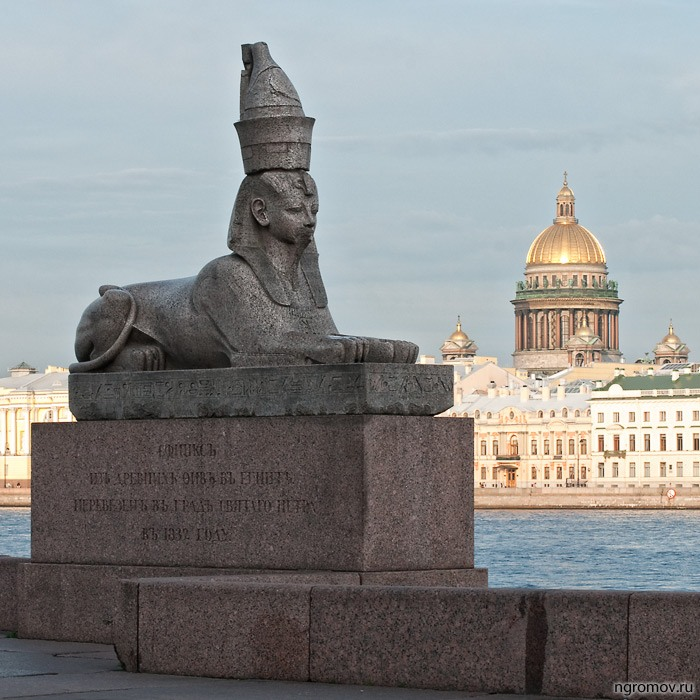 СФИНКСЪ
ИЗЪ ДРЕВНИХЪ ѲИВЪ ВЪ ЕГИПТѢ
ПЕРЕВЕЗЕНЪ ВЪ ГРАДЪ СВЯТАГО ПЕТРА
ВЪ 1832 ГОДУ
ngromov.ru